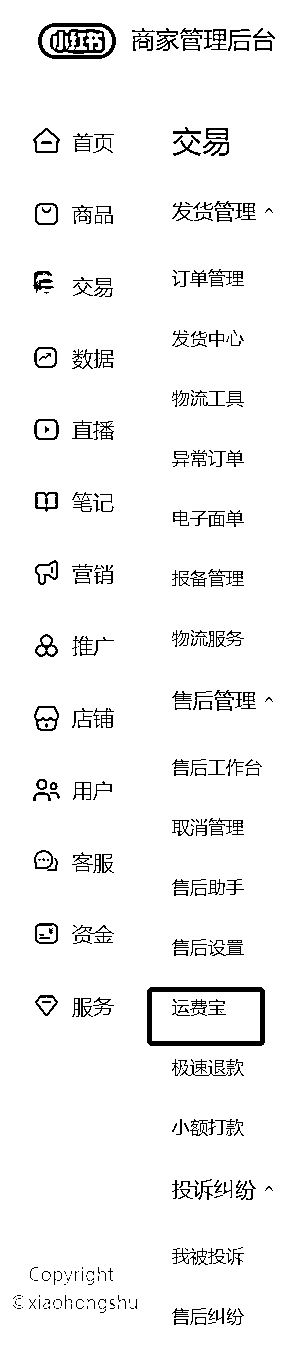 小红书 商家管理后台
首页
商品
交易
数据
直播
笔记
营销
推广
店铺
用户
客服
资金
服务
交易
发货管理
订单管理
发货中心
物流工具
异常订单
电子面单
报备管理
物流服务
售后管理
售后工作台
取消管理
售后助手
售后设置
运费宝
极速退款
小额打款
投诉纠纷
我被投诉
售后纠纷
Copyright
©xiaohongshu